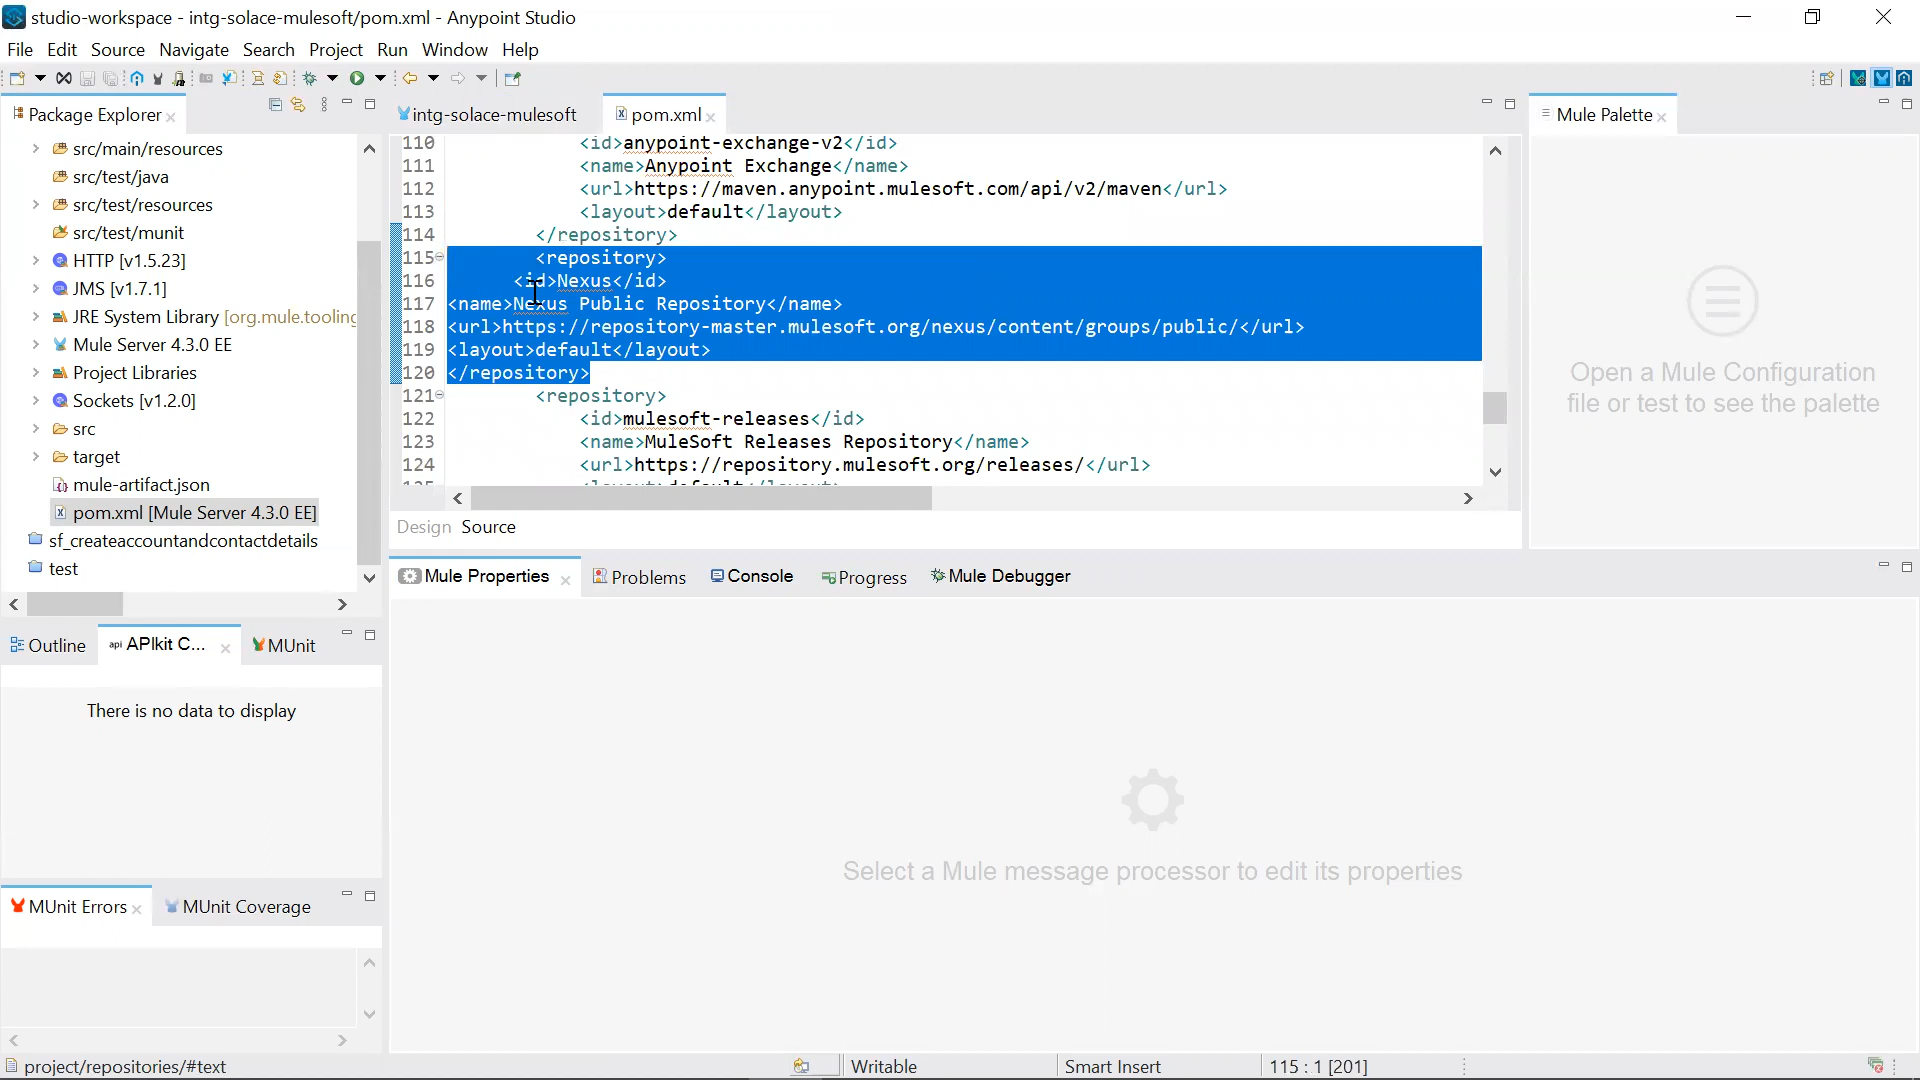 studio-workspace - intg-solace-mulesoft/pom.xml - Anypoint Studio
File Edit Source Navigate Search Project Run Window Help
Package Explorer
src/main/resources
src/test/java
src/test/resources
src/test/munit
HTTP [v1.5.23]
JMS [v1.7.1]
JRE System Library [org.mule.tooling
Mule Server 4.3.0 EE
Project Libraries
Sockets [v1.2.0]
src
target
mule-artifact.json
pom.xml [Mule Server 4.3.0 EE]
sf_createaccountandcontactdetails
test
intg-solace-mulesoft pom.xml
110 <id>anypoint-exchange-v2</id>
111 <name>Anypoint Exchange</name>
112 <url>https://maven.anypoint.mulesoft.com/api/v2/maven</url>
113 <layout>default</layout>
114 </repository>
115 <repository>
116 <id>Nexus</id>
117 <name>Nexus Public Repository</name>
118 <url>https://repository-master.mulesoft.org/nexus/content/groups/public/</url>
119 <layout>default</layout>
120 </repository>
121 <repository>
122 <id>mulesoft-releases</id>
123 <name>MuleSoft Releases Repository</name>
124 <url>https://repository.mulesoft.org/releases/</url>
Design Source
Mule Palette
Open a Mule Configuration
file or test to see the palette
Mule Properties Problems Console Progress Mule Debugger
Select a Mule message processor to edit its properties
Outline api APIkit C... MUnit
There is no data to display
MUnit Errors MUnit Coverage
project/repositories/#text Writable Smart Insert 115 : 1 [201]